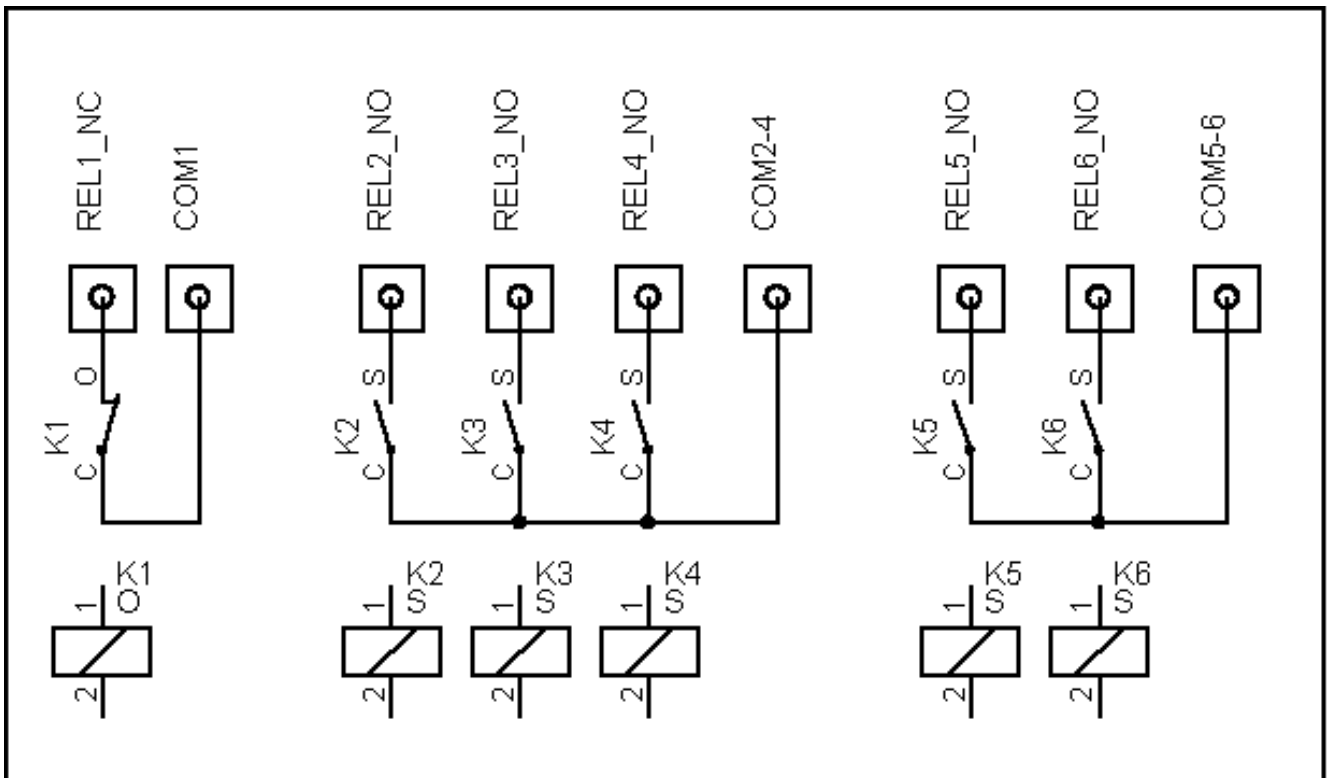 REL1_NC
COM1
REL2_NO
REL3_NO
REL4_NO
COM2-4
REL5_NO
REL6_NO
COM5-6
O
S
S
S
S
S
K1
K2
K3
K4
K5
K6
C
C
C
C
C
C
K1
K2
K3
K4
K5
K6
1
O
1
S
1
S
1
S
1
S
1
S
2
2
2
2
2
2